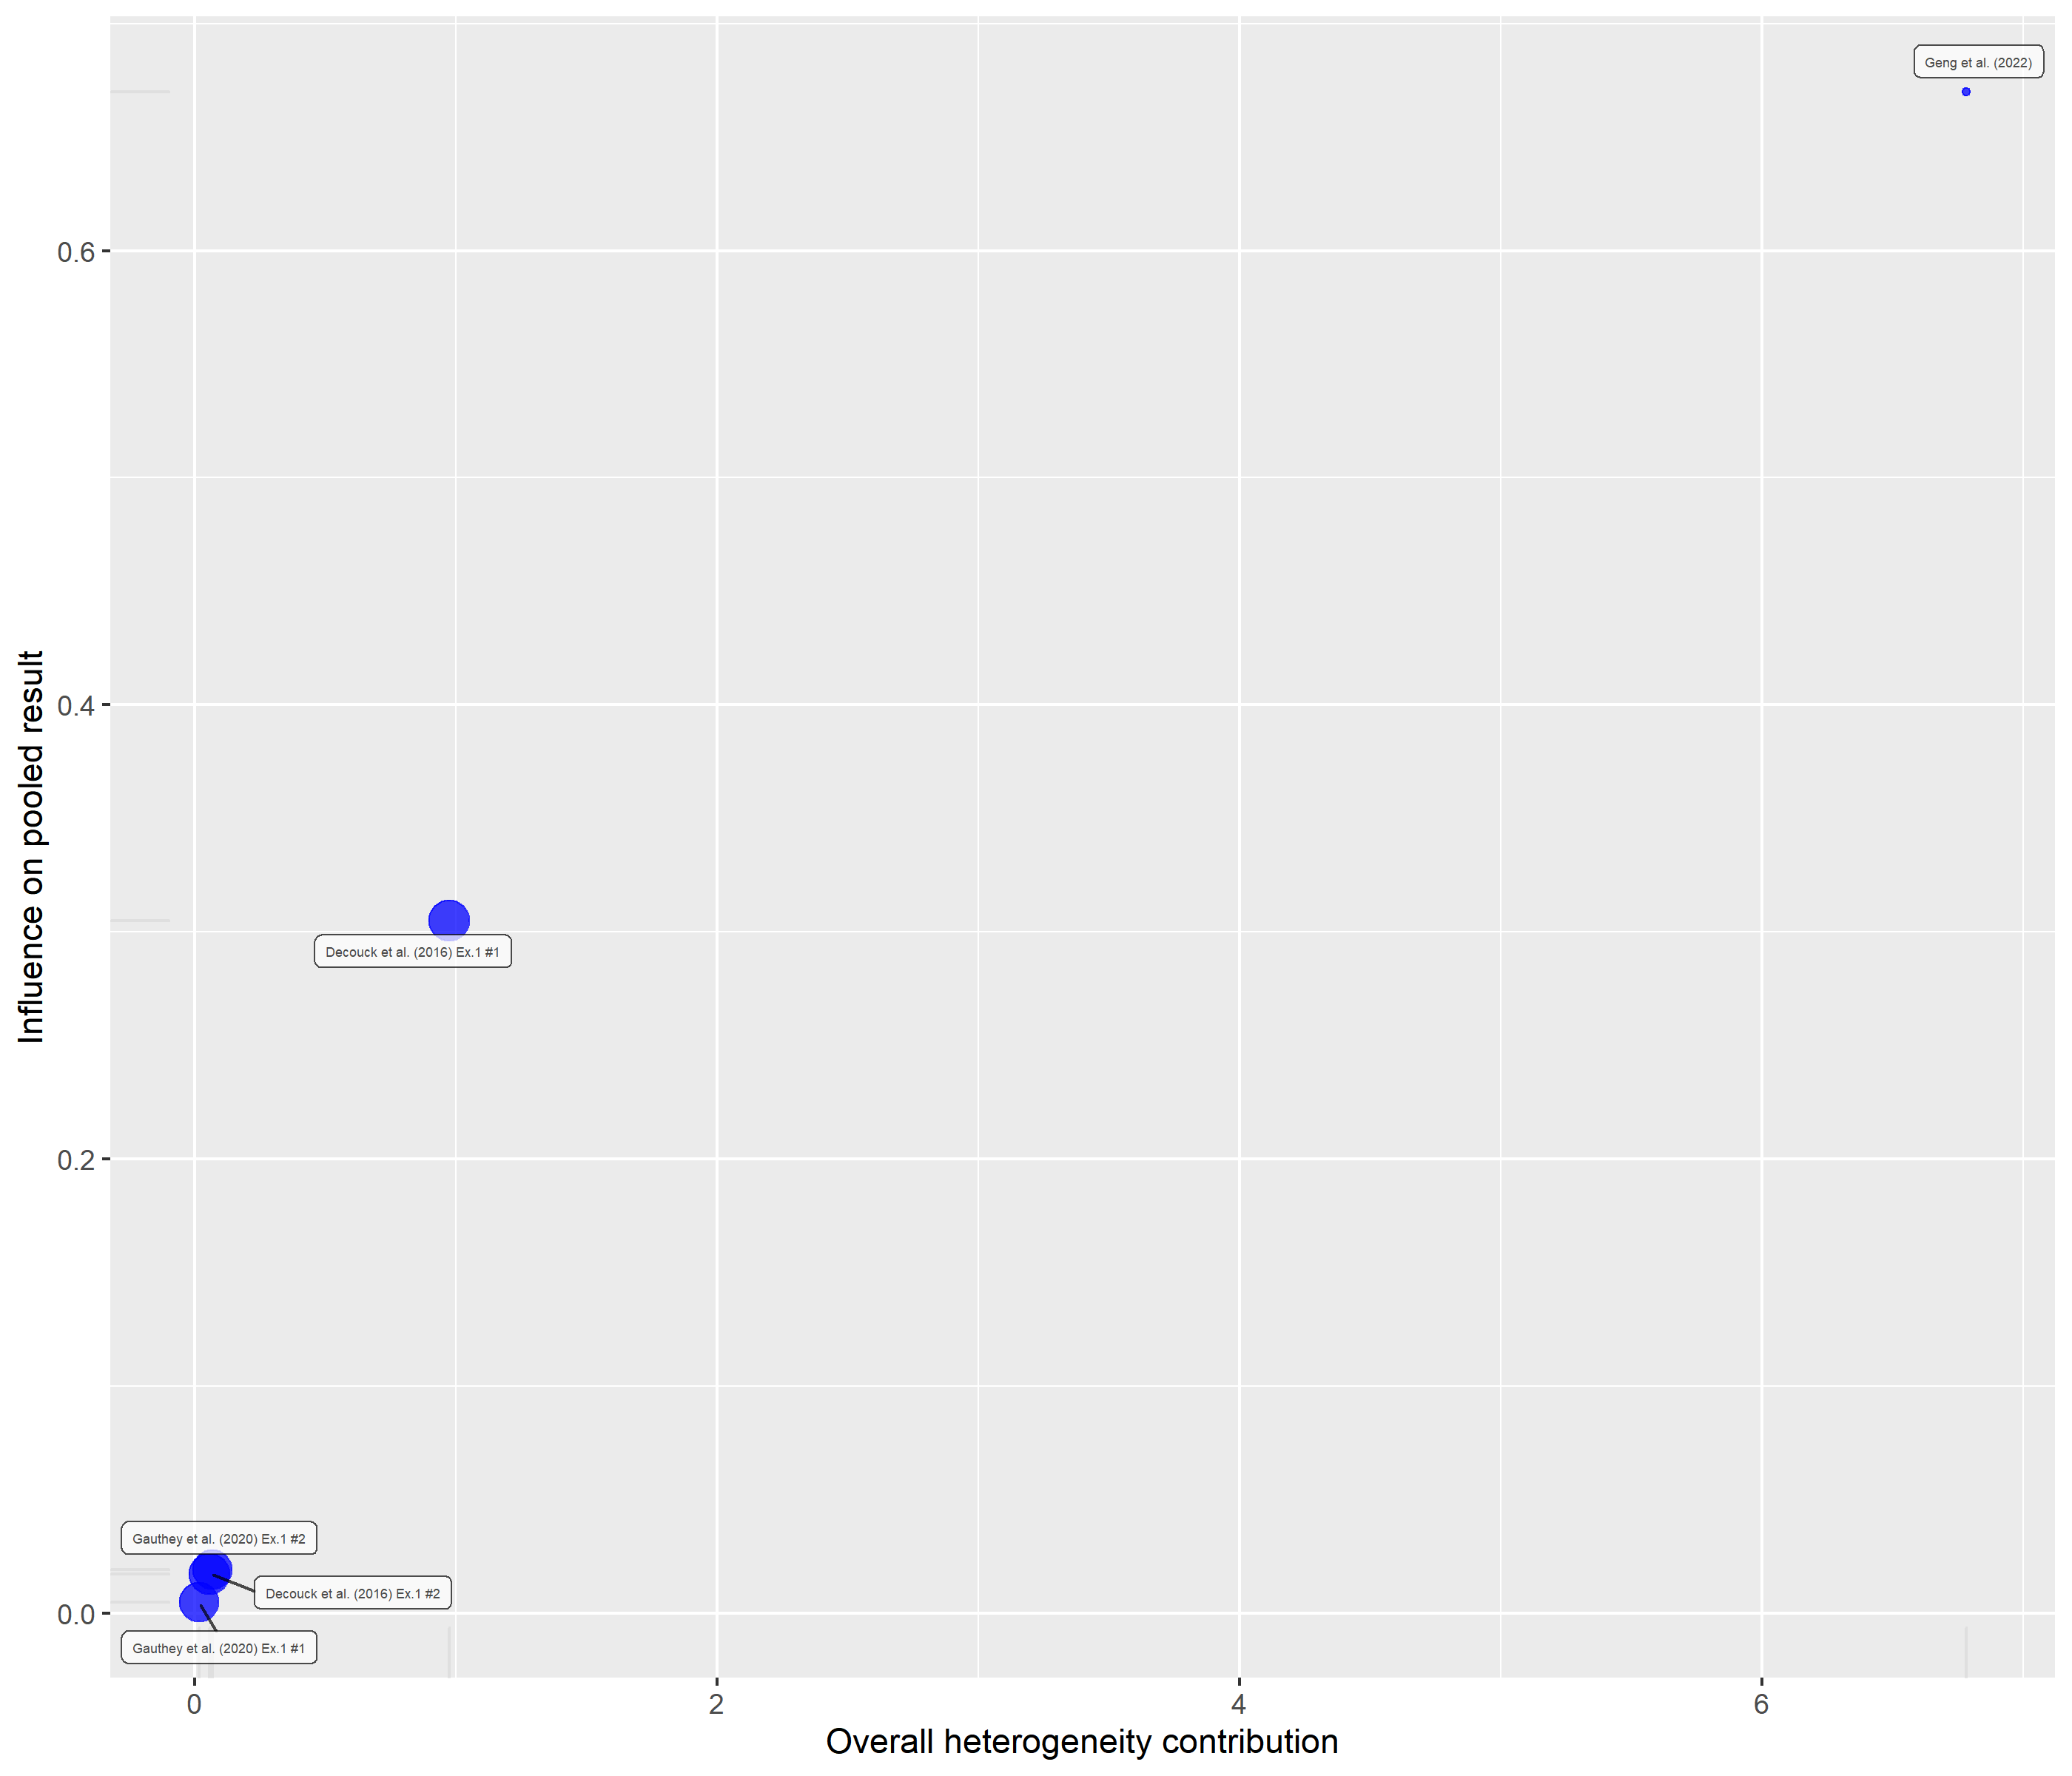 Geng et al. (2022)
0.6
0.4
Influence on pooled result
Decouck et al. (2016) Ex.1 #1
0.2
Gauthey et al. (2020) Ex.1 #2
Decouck et al. (2016) Ex.1 #2
0.0
Gauthey et al. (2020) Ex.1 #1
0 2 4 6
Overall heterogeneity contribution